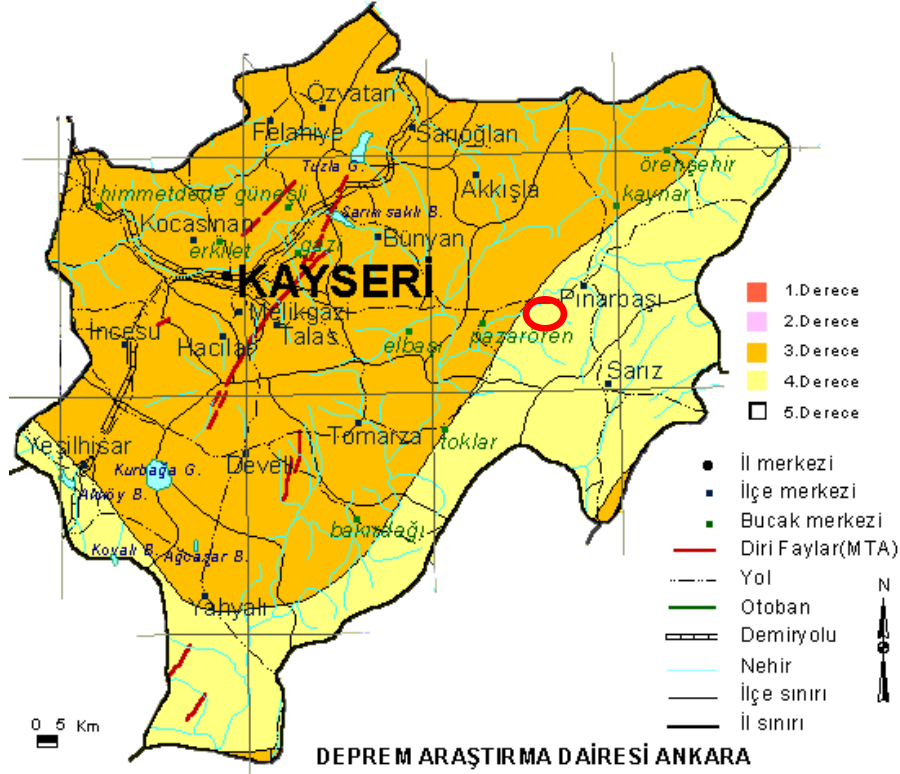 Özvatan
Felahiye
Sarıoğlan
Tuzla G.
örenşehir
Akkışla
himmetdede
güneşli
kaynar
Sarımsaklı B.
Kocasinap
erkilet
gazi
Bünyan
KAYSERİ
Pınarbaşı
Melikgazi
İncesu
Hacılar
Talas
elbaşı
pazarören
Sarız
Tomarza
toklar
Yeşilhisar
Kurbağa G.
Develi
Akköy B.
bakırdağı
Kovalı B.
Ağcaşar B.
Yahyalı
1.Derece
2.Derece
3.Derece
4.Derece
5.Derece
İl merkezi
İlçe merkezi
Bucak merkezi
Diri Faylar(MTA)
Yol
Otoban
Demiryolu
Nehir
İlçe sınırı
İl sınırı
N
0 5 Km
DEPREM ARAŞTIRMA DAİRESİ ANKARA